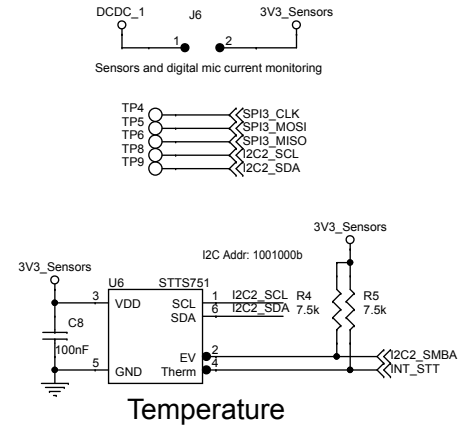 DCDC_1 J6 3V3_Sensors
1 2
Sensors and digital mic current monitoring
TP4 SPI3_CLK
TP5 SPI3_MOSI
TP6 SPI3_MISO
TP8 I2C2_SCL
TP9 I2C2_SDA
3V3_Sensors
I2C Addr: 1001000b
3V3_Sensors
U6 STTS751
3 VDD SCL 1 I2C2_SCL R4 R5
SDA 6 I2C2_SDA 7.5k 7.5k
C8
100nF
EV 2 I2C2_SMBA
5 GND Therm 4 INT_STT
Temperature